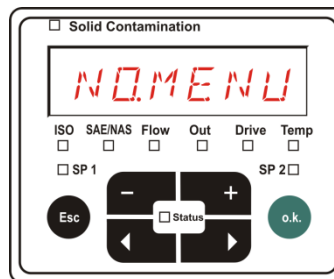 Solid Contamination
NO.MENU
ISO SAE/NAS Flow Out Drive Temp
SP 1 SP 2
- +
Esc Status o.k.